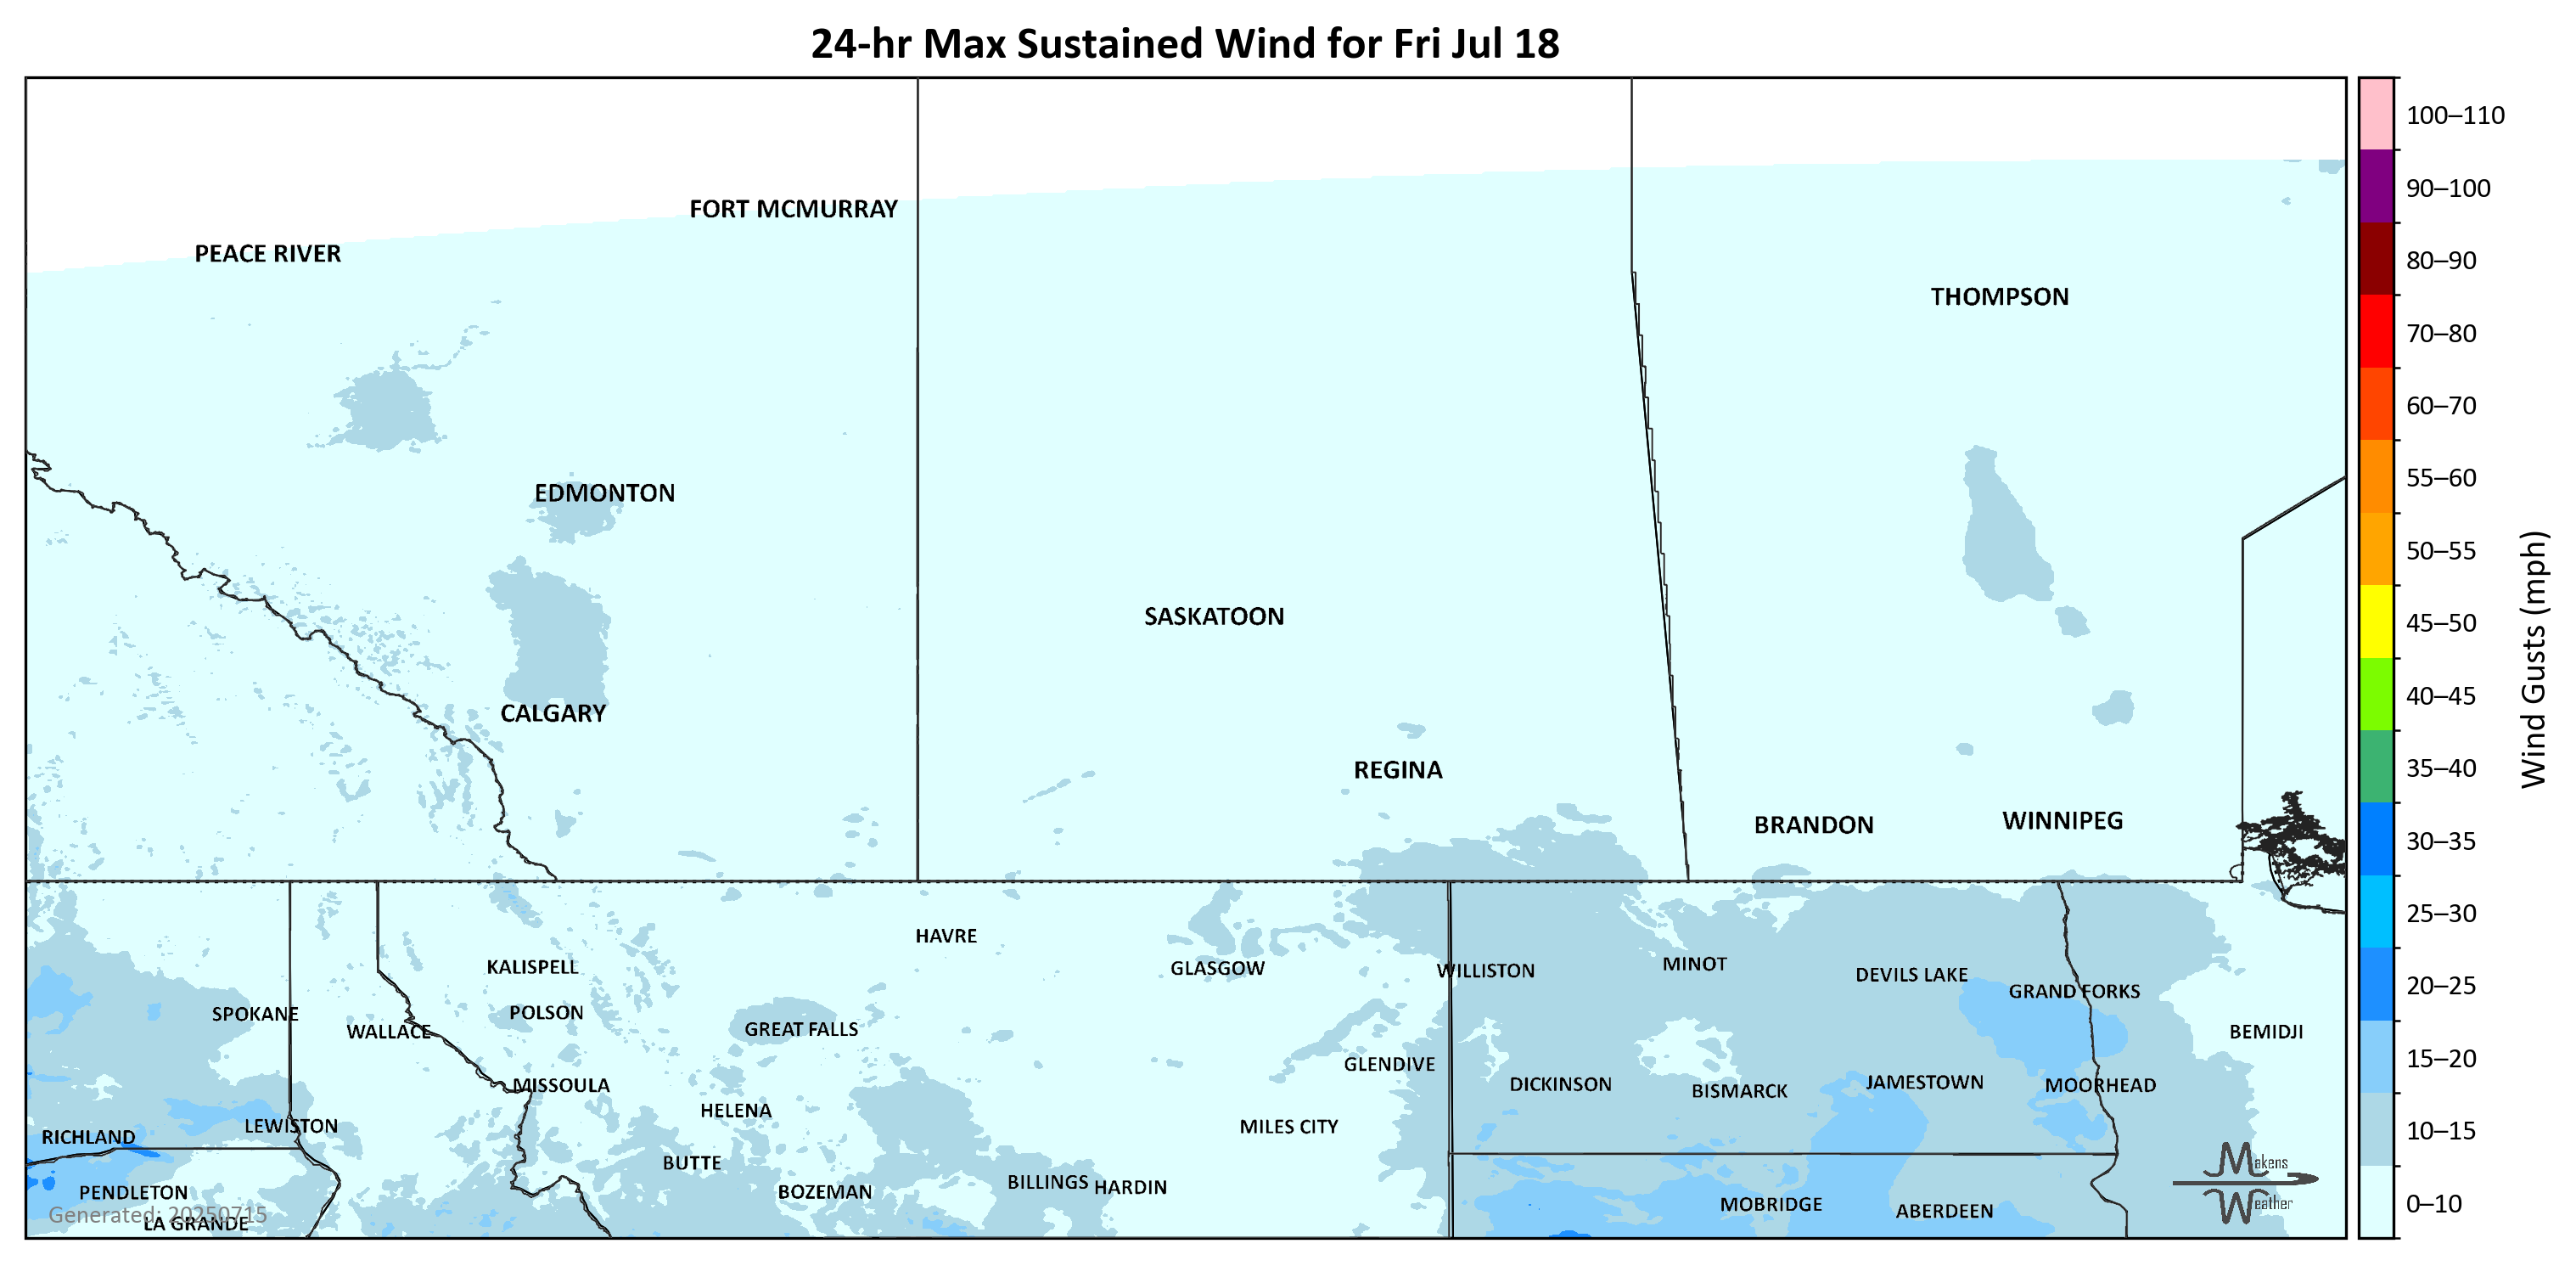 24-hr Max Sustained Wind for Fri Jul 18
100–110
FORT MCMURRAY
90–100
PEACE RIVER
80–90
THOMPSON
70–80
60–70
EDMONTON
55–60
50–55
SASKATOON
45–50
Wind Gusts (mph)
CALGARY
40–45
REGINA
35–40
BRANDON
WINNIPEG
30–35
HAVRE
25–30
KALISPELL
GLASGOW
WILLISTON
MINOT
DEVILS LAKE
GRAND FORKS
20–25
SPOKANE
POLSON
WALLACE
GREAT FALLS
BEMIDJI
GLENDIVE
15–20
MISSOULA
DICKINSON
BISMARCK
JAMESTOWN
MOORHEAD
HELENA
LEWISTON
MILES CITY
RICHLAND
10–15
BUTTE
Makens
Weather
PENDLETON
BOZEMAN
BILLINGS
HARDIN
MOBRIDGE
ABERDEEN
0–10
Generated: 20250715
LA GRANDE